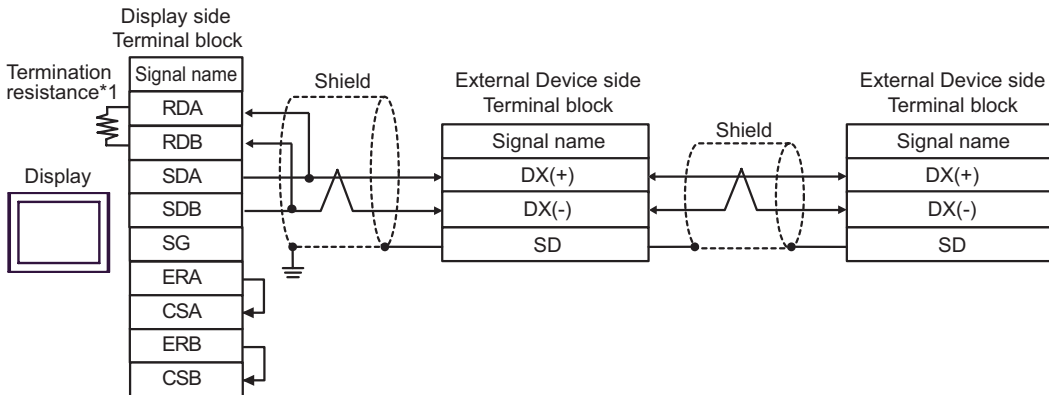 Display side
Terminal block
Termination
resistance*1
Signal name
RDA
RDB
SDA
SDB
SG
ERA
CSA
ERB
CSB
Display
Shield
External Device side
Terminal block
Signal name
DX(+)
DX(-)
SD
Shield
External Device side
Terminal block
Signal name
DX(+)
DX(-)
SD